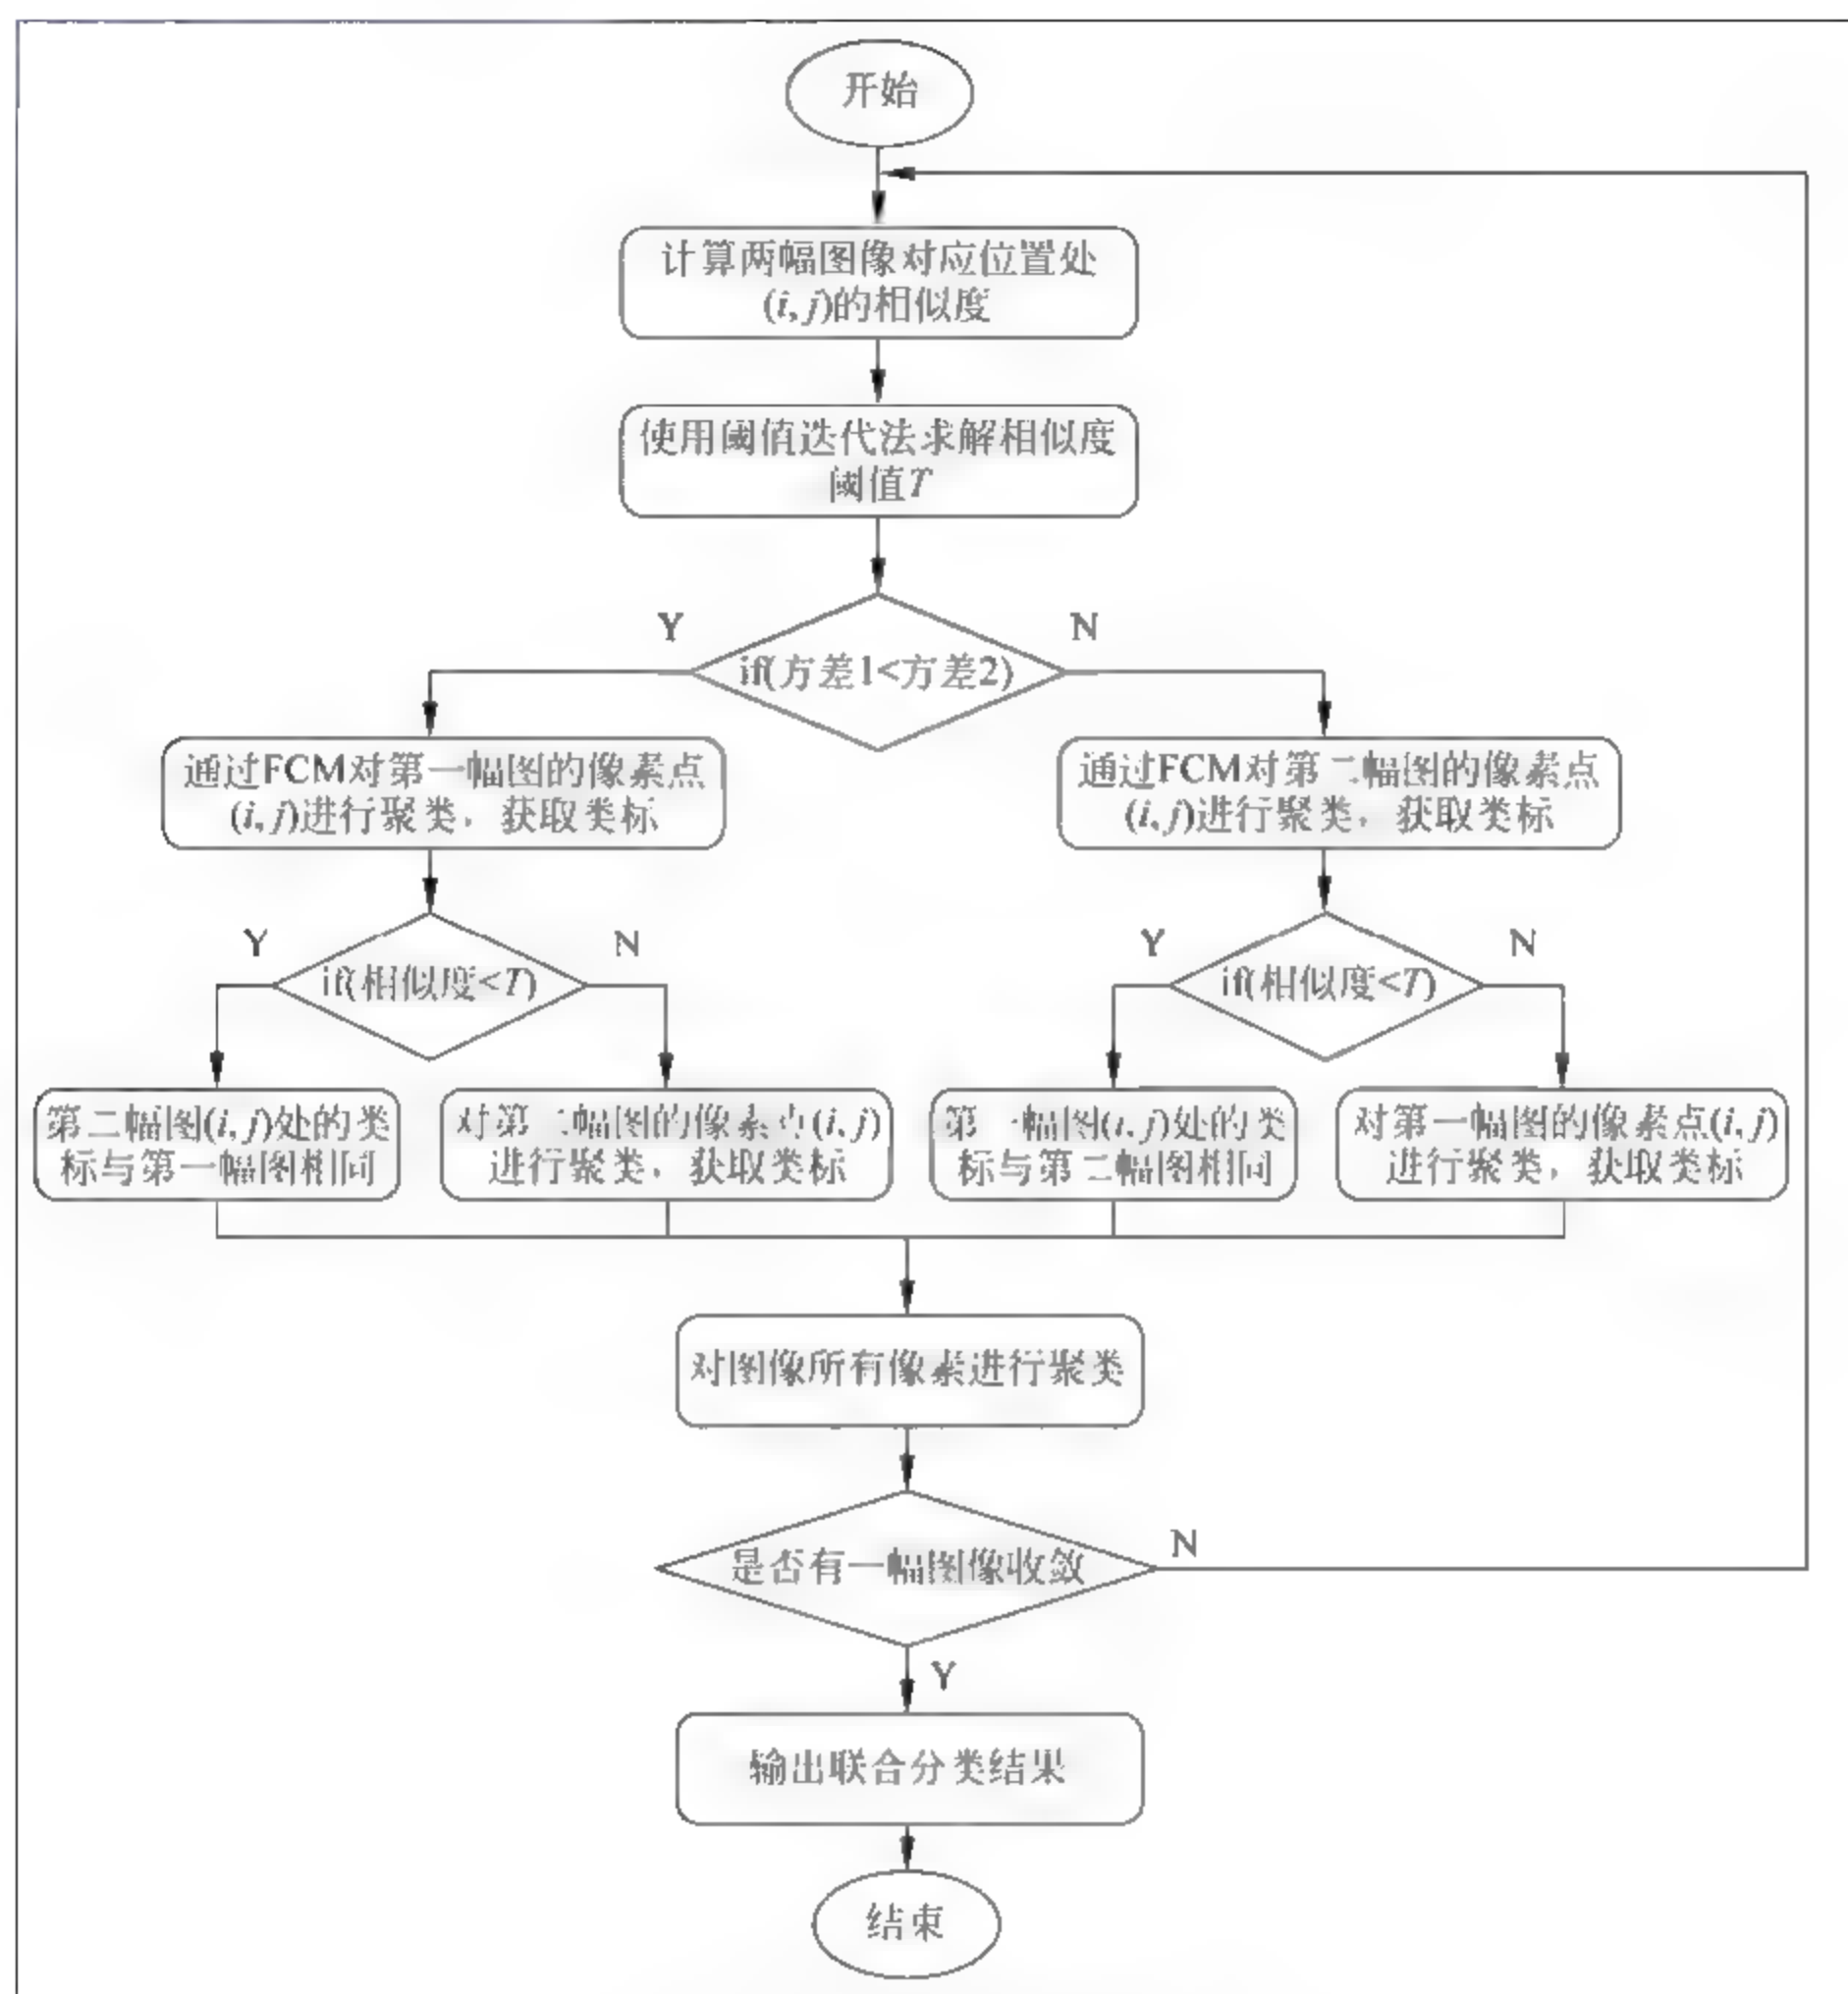 开始
计算两幅图像对应位置处
(i, j)的相似度
使用阈值迭代法求解相似度
阈值T
Y
N
if(方差1<方差2)
通过FCM对第一幅图的像素点
(i, j)进行聚类，获取类标
通过FCM对第二幅图的像素点
(i, j)进行聚类，获取类标
Y
N
if(相似度<T)
Y
N
if(相似度<T)
第二幅图(i, j)处的类
标与第一幅图相同
对第二幅图的像素点(i, j)
进行聚类，获取类标
第一幅图(i, j)处的类
标与第二幅图相同
对第一幅图的像素点(i, j)
进行聚类，获取类标
对图像所有像素进行聚类
是否有一幅图像收敛
N
Y
输出联合分类结果
结束